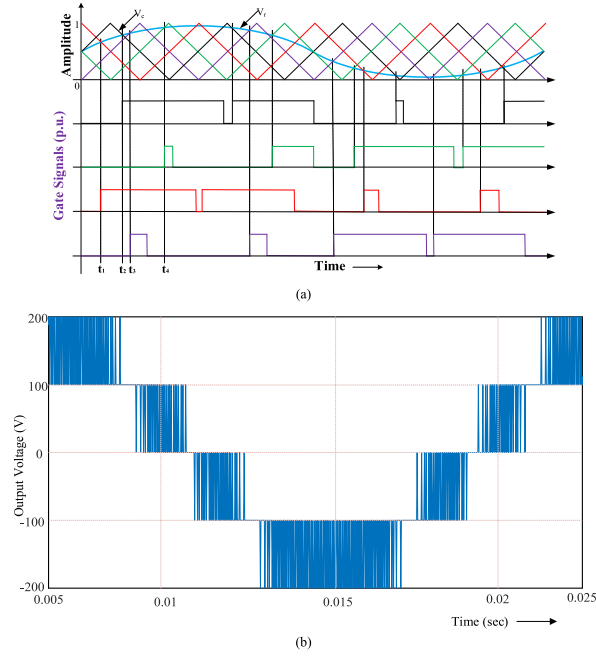 Amplitude
1
0
Vc
Vr
Gate Signals (p.u.)
t1 t2 t3 t4
Time
(a)
Output Voltage (V)
200
100
0
-100
-200
0.005 0.01 0.015 0.02 0.025
Time (sec)
(b)